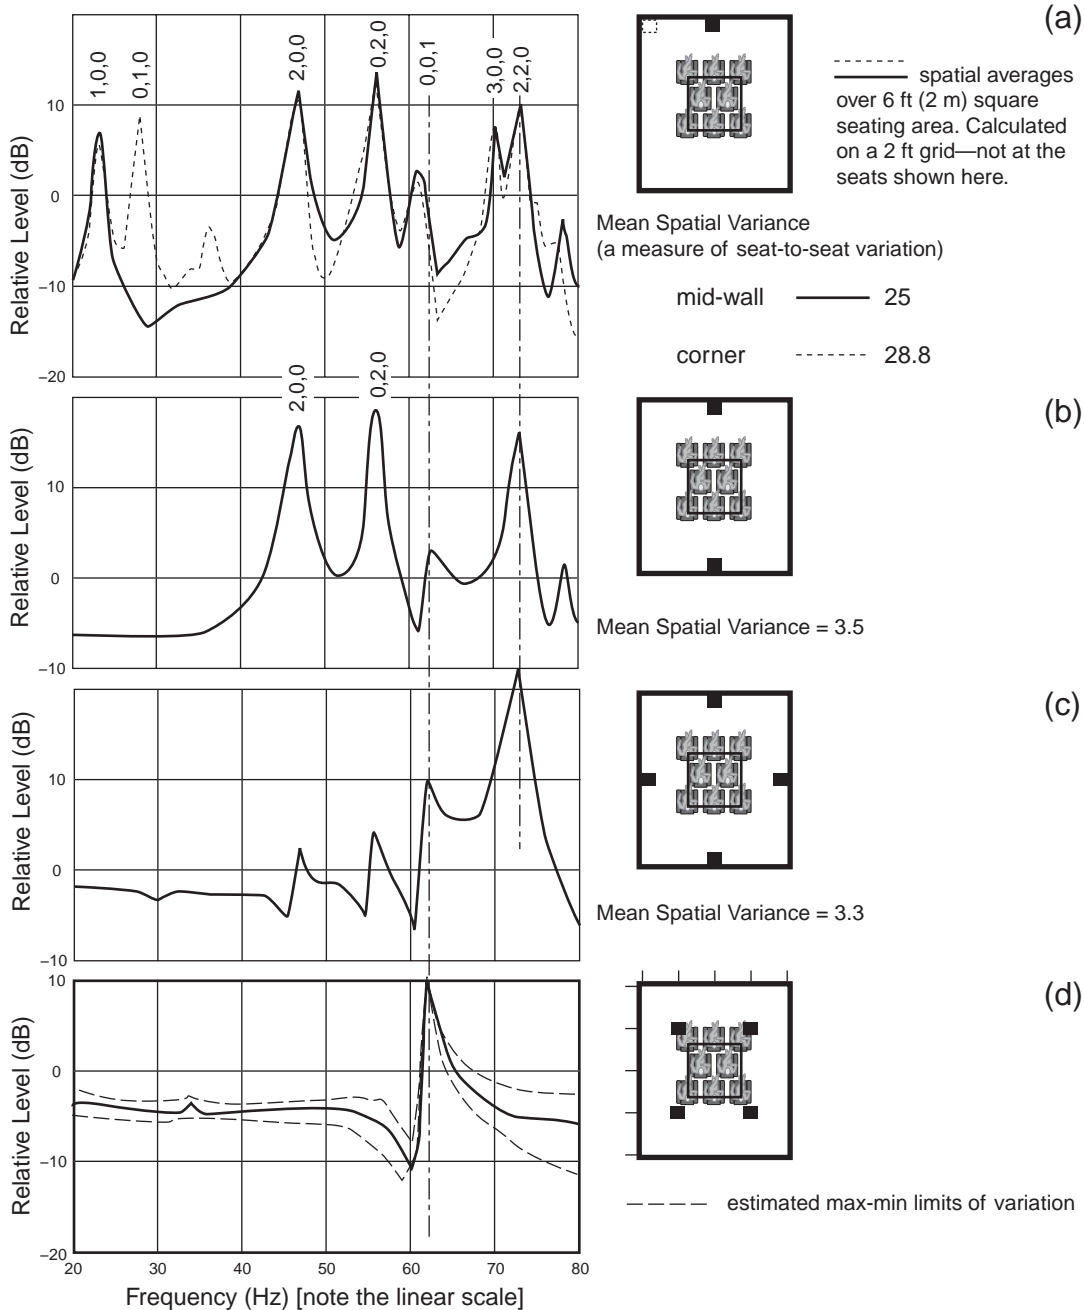 (a)
1,0,0
0,1,0
2,0,0
0,2,0
0,0,1
3,0,0
2,2,0
Relative Level (dB)
10
0
–10
–20
spatial averages
over 6 ft (2 m) square
seating area. Calculated
on a 2 ft grid—not at the
seats shown here.
Mean Spatial Variance
(a measure of seat-to-seat variation)
mid-wall 25
corner 28.8
(b)
2,0,0
0,2,0
Relative Level (dB)
10
0
–10
Mean Spatial Variance = 3.5
(c)
Relative Level (dB)
10
0
–10
Mean Spatial Variance = 3.3
(d)
Relative Level (dB)
10
0
–10
–20
20 30 40 50 60 70 80
Frequency (Hz) [note the linear scale]
estimated max-min limits of variation